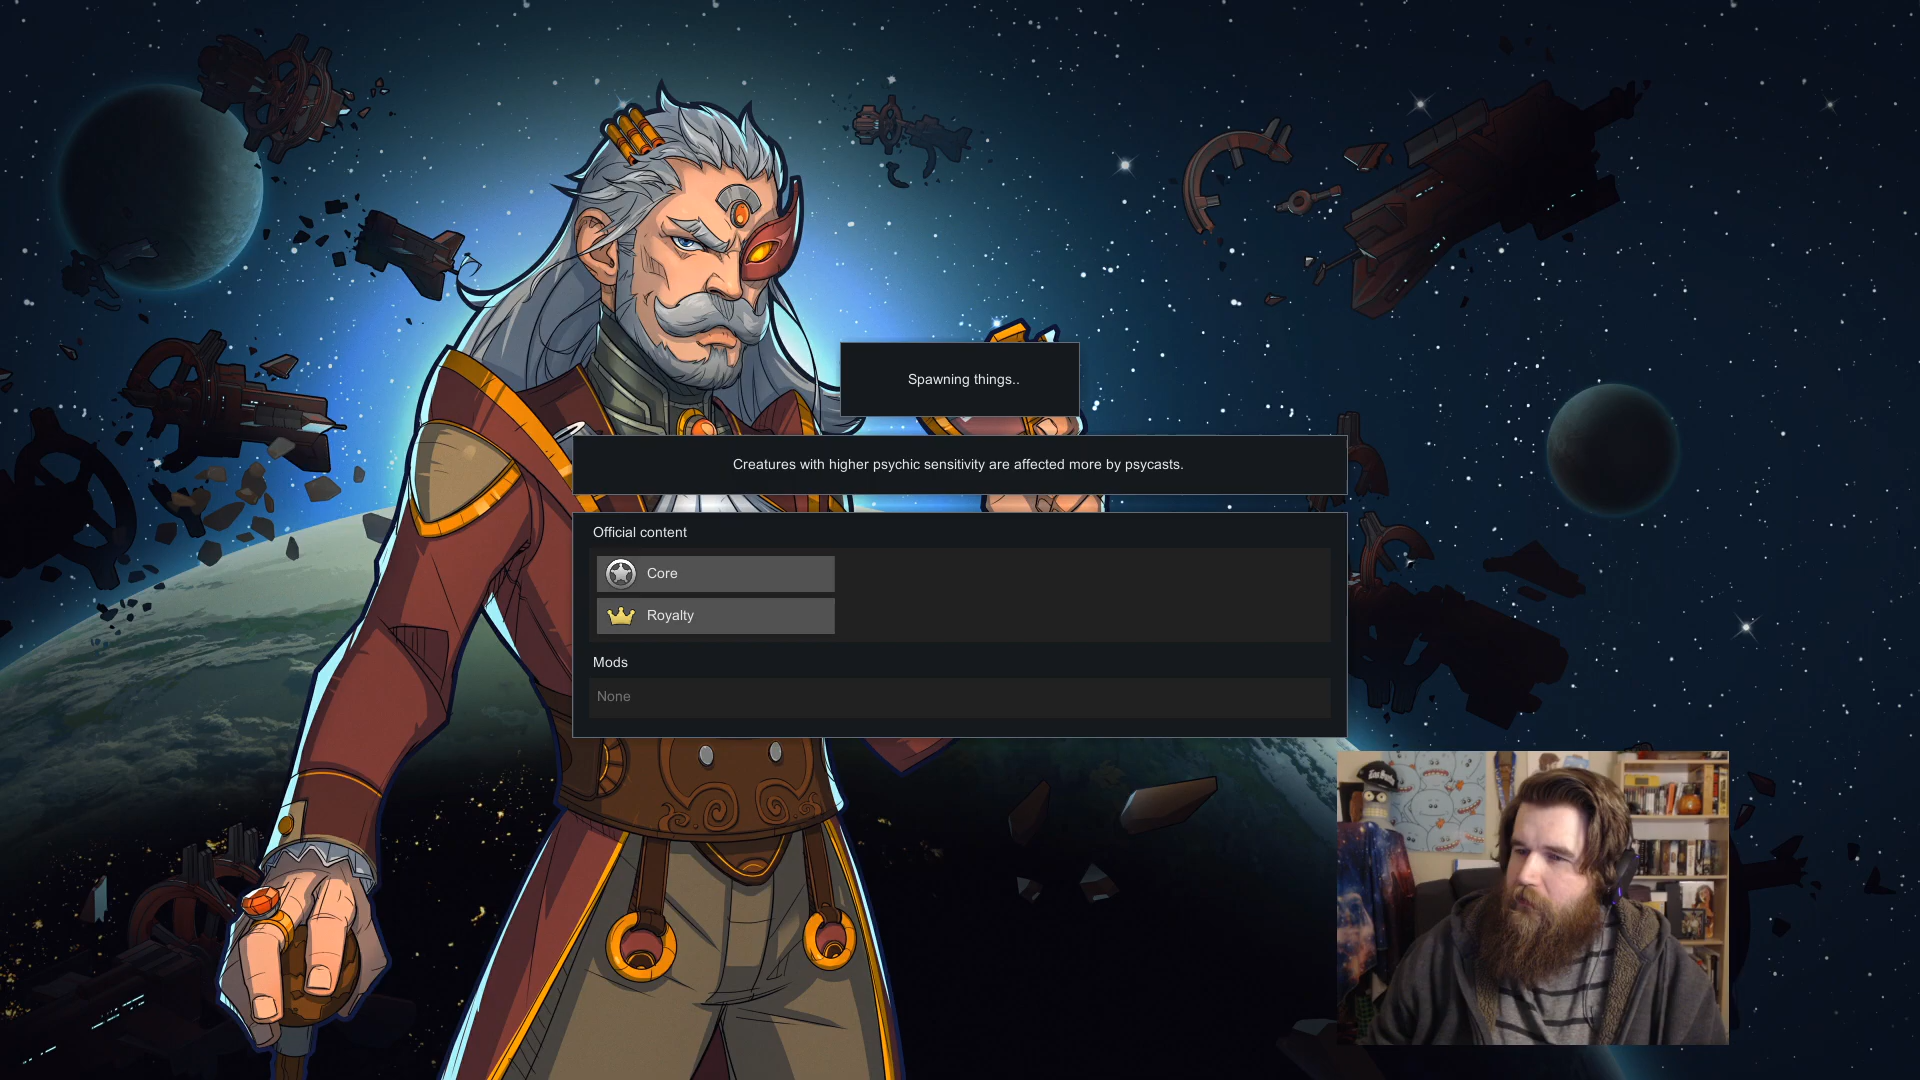 Spawning things..
Creatures with higher psychic sensitivity are affected more by psycasts.
Official content
Core
Royalty
Mods
None